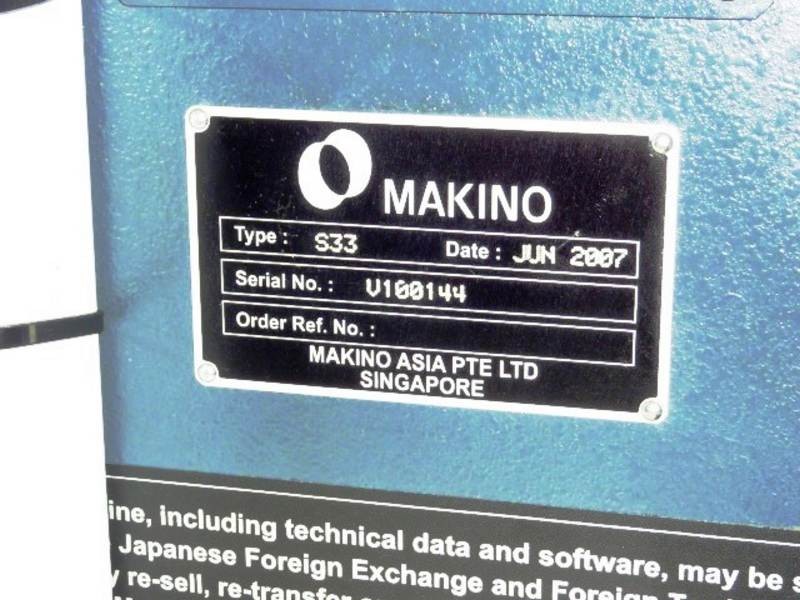 MAKINO
Type : S33 Date : JUN 2007
Serial No. : V100144
Order Ref. No. :
MAKINO ASIA PTE LTD
SINGAPORE
ine, including technical data and software, may be s
Japanese Foreign Exchange and Foreign
y re-sell, re-transfer